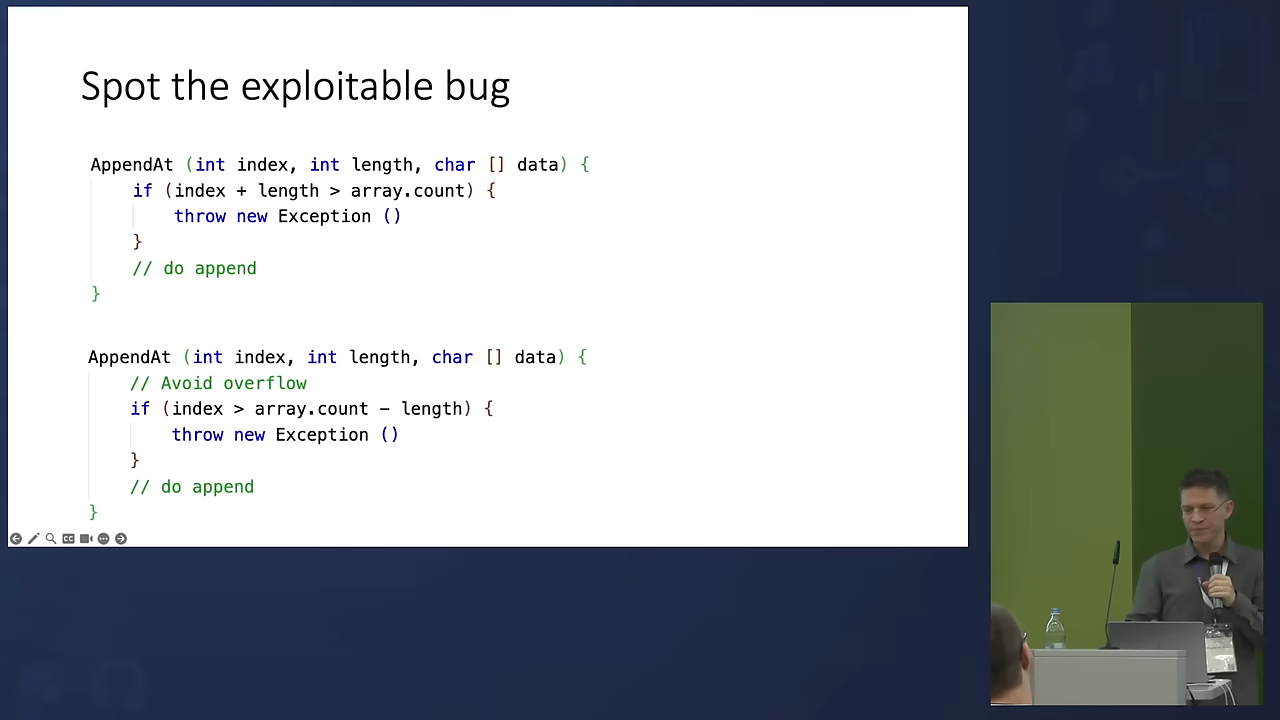 Spot the exploitable bug
AppendAt (int index, int length, char [] data) {
if (index + length > array.count) {
throw new Exception ()
}
// do append
}
AppendAt (int index, int length, char [] data) {
// Avoid overflow
if (index > array.count - length) {
throw new Exception ()
}
// do append
}